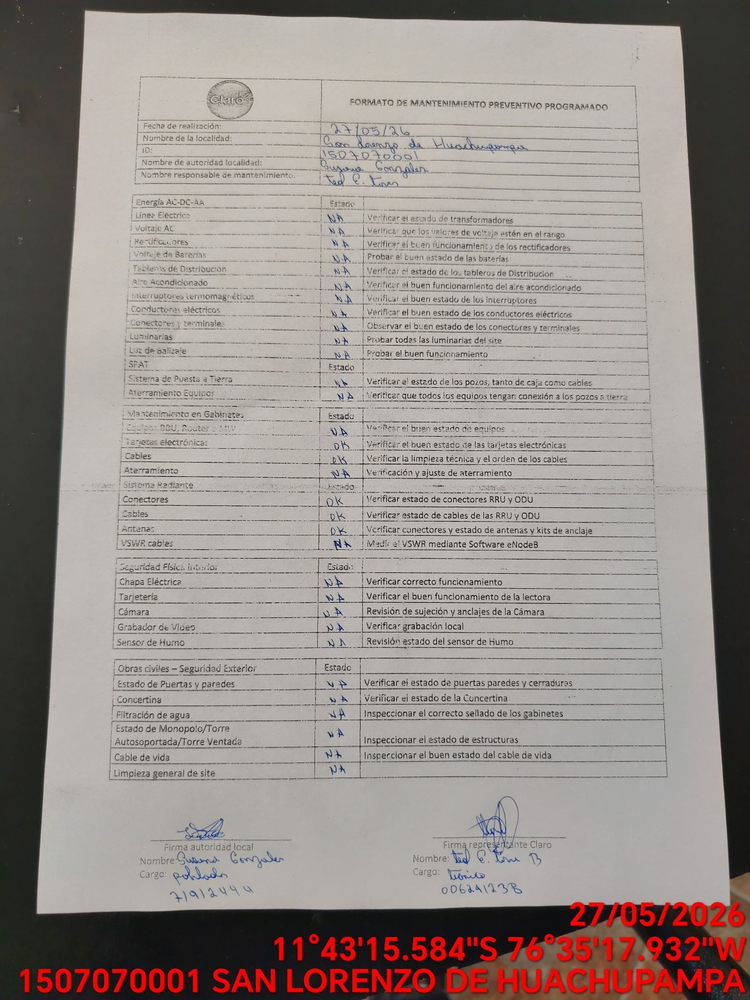 Claro
FORMATO DE MANTENIMIENTO PREVENTIVO PROGRAMADO
Fecha de realización: 27/05/26
Nombre de la localidad: San Lorenzo de Huachupampa
ID: 1507070001
Nombre de autoridad localidad: Susana Gonzales
Nombre responsable de mantenimiento: Ted E. Torres
Energía AC-DC-AA Estado
Línea Eléctrica NA Verificar el estado de transformadores
Voltaje AC NA Verificar que los valores de voltaje estén en el rango
Rectificadores NA Verificar el buen funcionamiento de los rectificadores
Voltaje de Baterías NA Probar el buen estado de las baterías
Tableros de Distribución NA Verificar el estado de los tableros de Distribución
Aire Acondicionado NA Verificar el buen funcionamiento del aire acondicionado
Interruptores termomagnéticos NA Verificar el buen estado de los interruptores
Conductores eléctricos NA Verificar el buen estado de los conductores eléctricos
Conectores y terminales NA Observar el buen estado de los conectores y terminales
Luminarias NA Probar todas las luminarias del site
Luz de Balizaje NA Probar el buen funcionamiento
SPAT Estado
Sistema de Puesta a Tierra NA Verificar el estado de los pozos, tanto de caja como cables
Aterramiento Equipos NA Verificar que todos los equipos tengan conexión a los pozos a tierra
Mantenimiento en Gabinetes Estado
Equipos BBU, Router o MW NA Verificar el buen estado de equipos
Tarjetas electrónicas OK Verificar el buen estado de las tarjetas electrónicas
Cables OK Verificar la limpieza técnica y el orden de los cables
Aterramiento NA Verificación y ajuste de aterramiento
Sistema Radiante Estado
Conectores OK Verificar estado de conectores RRU y ODU
Cables OK Verificar estado de cables de las RRU y ODU
Antenas OK Verificar conectores y estado de antenas y kits de anclaje
VSWR cables NA Medir el VSWR mediante Software eNodeB
Seguridad Física Interior Estado
Chapa Eléctrica NA Verificar correcto funcionamiento
Tarjetería NA Verificar el buen funcionamiento de la lectora
Cámara NA Revisión de sujeción y anclajes de la Cámara
Grabador de Video NA Verificar grabación local
Sensor de Humo NA Revisión estado del sensor de Humo
Obras civiles – Seguridad Exterior Estado
Estado de Puertas y paredes NA Verificar el estado de puertas paredes y cerraduras
Concertina NA Verificar el estado de la Concertina
Filtración de agua NA Inspeccionar el correcto sellado de los gabinetes
Estado de Monopolo/Torre
Autosoportada/Torre Ventada NA Inspeccionar el estado de estructuras
Cable de vida NA Inspercionar el buen estado del cable de vida
Limpieza general de site NA
Firma autoridad local Firma representante Claro
Nombre: Susana Gonzales Nombre: Ted E. Torres B
Cargo: poblador Cargo: técnico
71912444 006241238
27/05/2026
11°43'15.584"S 76°35'17.932"W
1507070001 SAN LORENZO DE HUACHUPAMPA